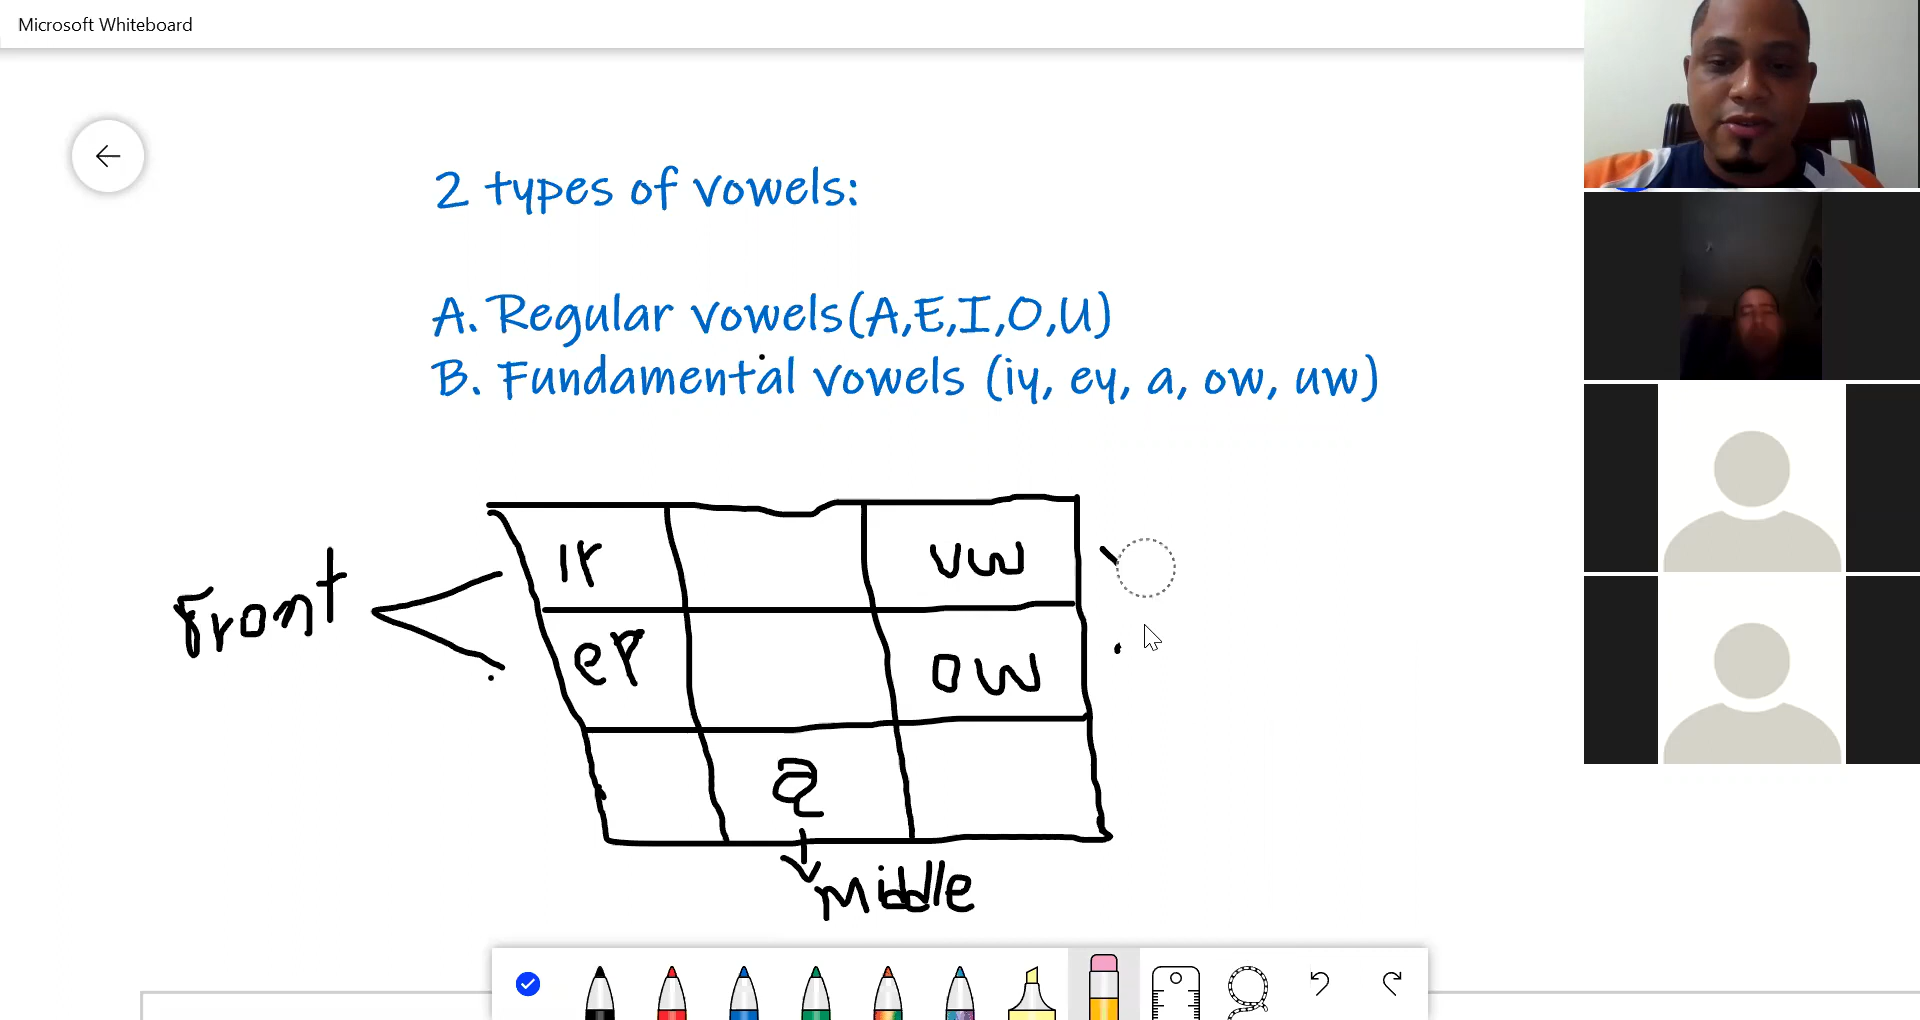 Microsoft Whiteboard
2 types of vowels:
A. Regular vowels(A,E,I,O,U)
B. Fundamental vowels (iy, ey, a, ow, uw)
Front
iy uw
ey ow
a
middle